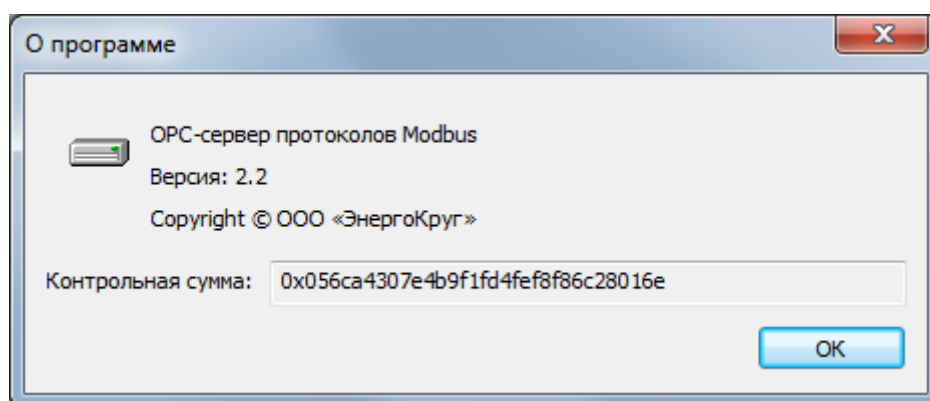 О программе
OPC-сервер протоколов Modbus
Версия: 2.2
Copyright © ООО «ЭнергоКруг»
Контрольная сумма: 0x056ca4307e4b9f1fd4fef8f86c28016e
OK